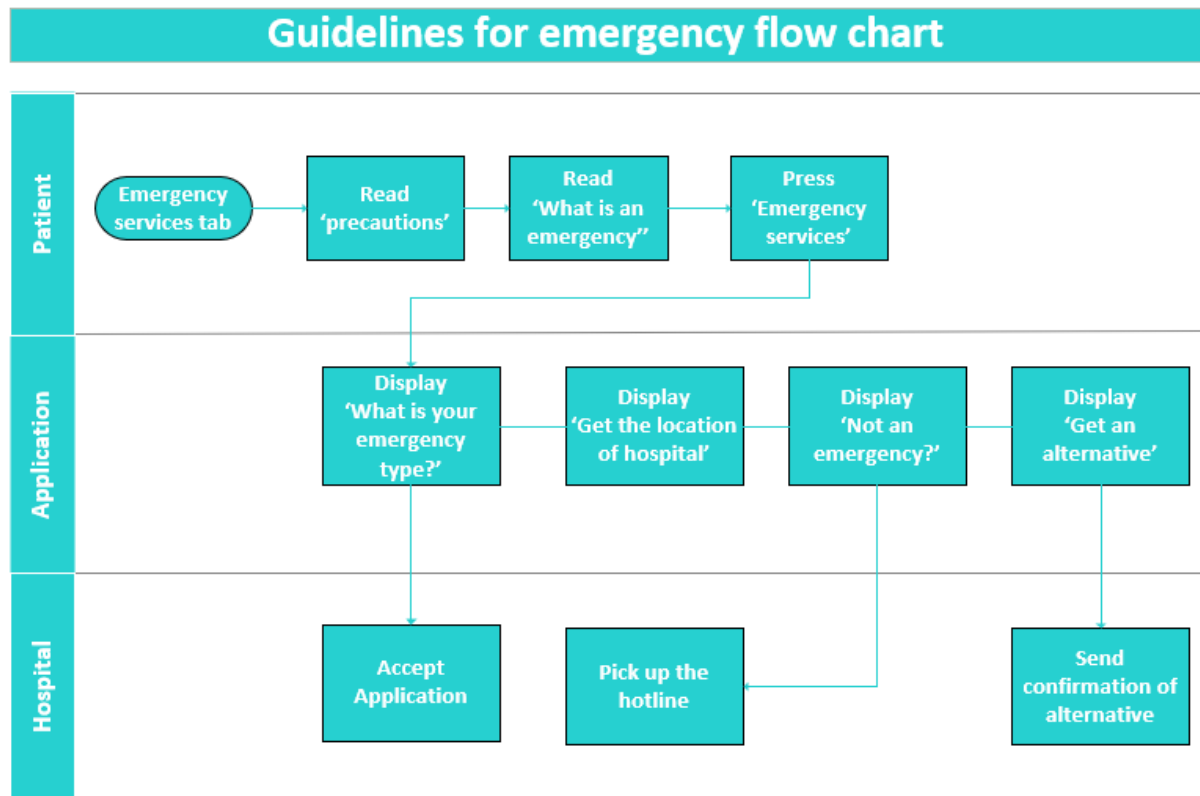 Guidelines for emergency flow chart
Patient
Emergency
services tab
Read
‘precautions’
Read
‘What is an
emergency’’
Press
‘Emergency
services’
Application
Display
‘What is your
emergency
type?’
Display
‘Get the location
of hospital’
Display
‘Not an
emergency?’
Display
‘Get an
alternative’
Hospital
Accept
Application
Pick up the
hotline
Send
confirmation of
alternative